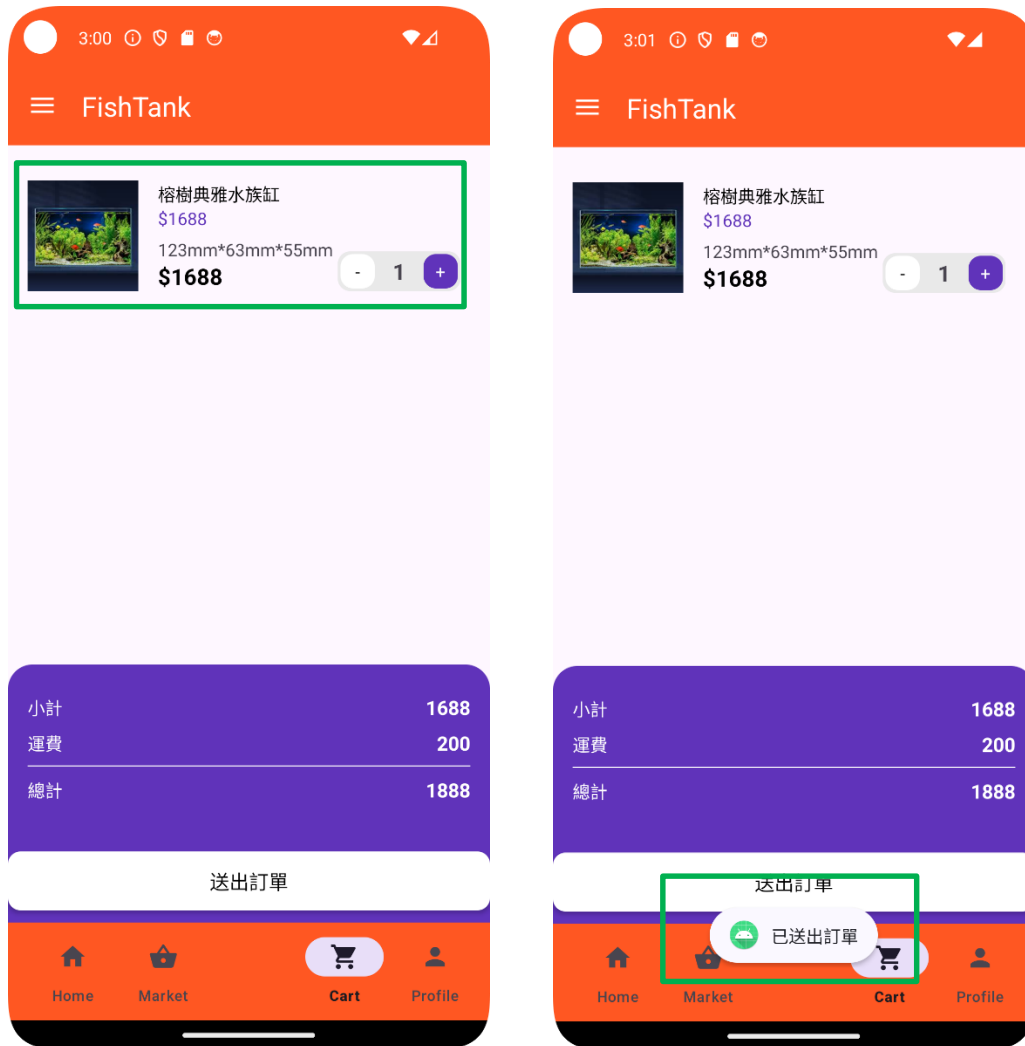 3:00
FishTank
榕樹典雅水族缸
$1688
123mm*63mm*55mm
$1688
- 1 +
小計 1688
運費 200
總計 1888
送出訂單
Home Market Cart Profile
3:01
FishTank
榕樹典雅水族缸
$1688
123mm*63mm*55mm
$1688
- 1 +
小計 1688
運費 200
總計 1888
送出訂單
已送出訂單
Home Market Cart Profile